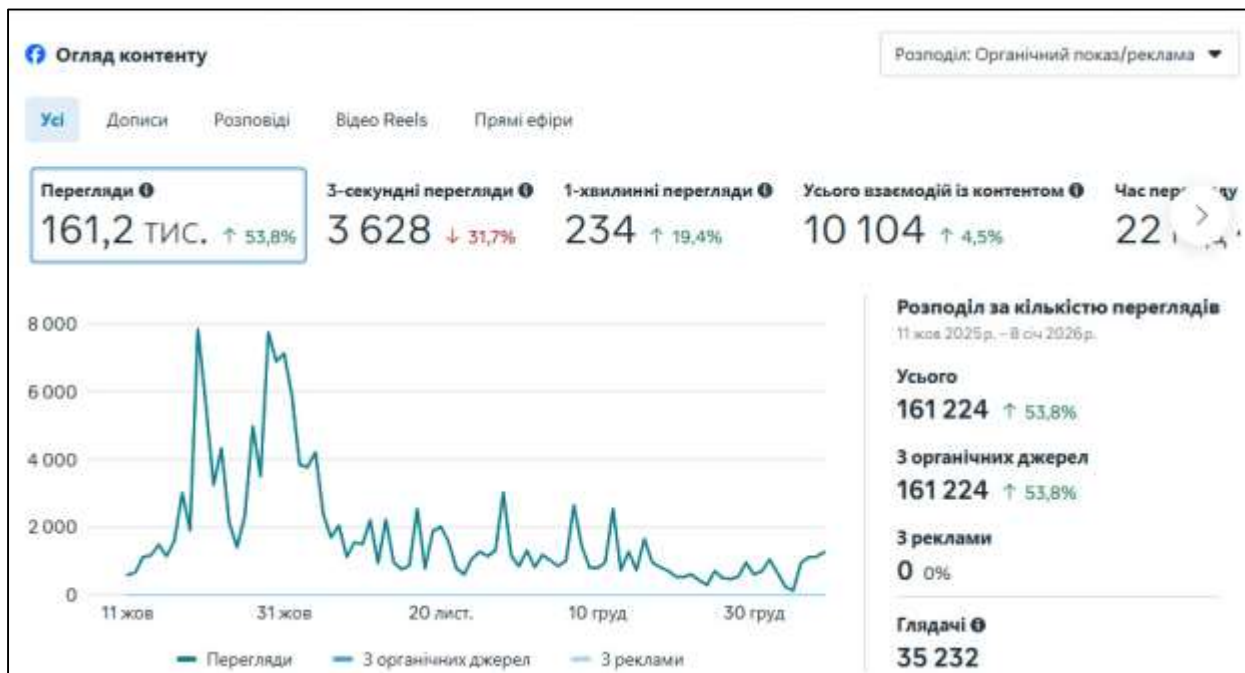 Огляд контенту
Розподіл: Органічний показ/реклама
Усі Дописи Розповіді Відео Reels Прямі ефіри
Перегляди 3-секундні перегляди 1-хвилинні перегляди Усього взаємодій із контентом Час
161,2 тис. ↑ 53,8% 3 628 ↓ 31,7% 234 ↑ 19,4% 10 104 ↑ 4,5% 22
Розподіл за кількістю переглядів
11 жов 2025 р. – 8 січ 2026 р.
Усього
161 224 ↑ 53,8%
З органічних джерел
161 224 ↑ 53,8%
З реклами
0 0%
Глядачі
35 232
8 000
6 000
4 000
2 000
0
11 жов 31 жов 20 лист. 10 груд 30 груд
Перегляди З органічних джерел З реклами